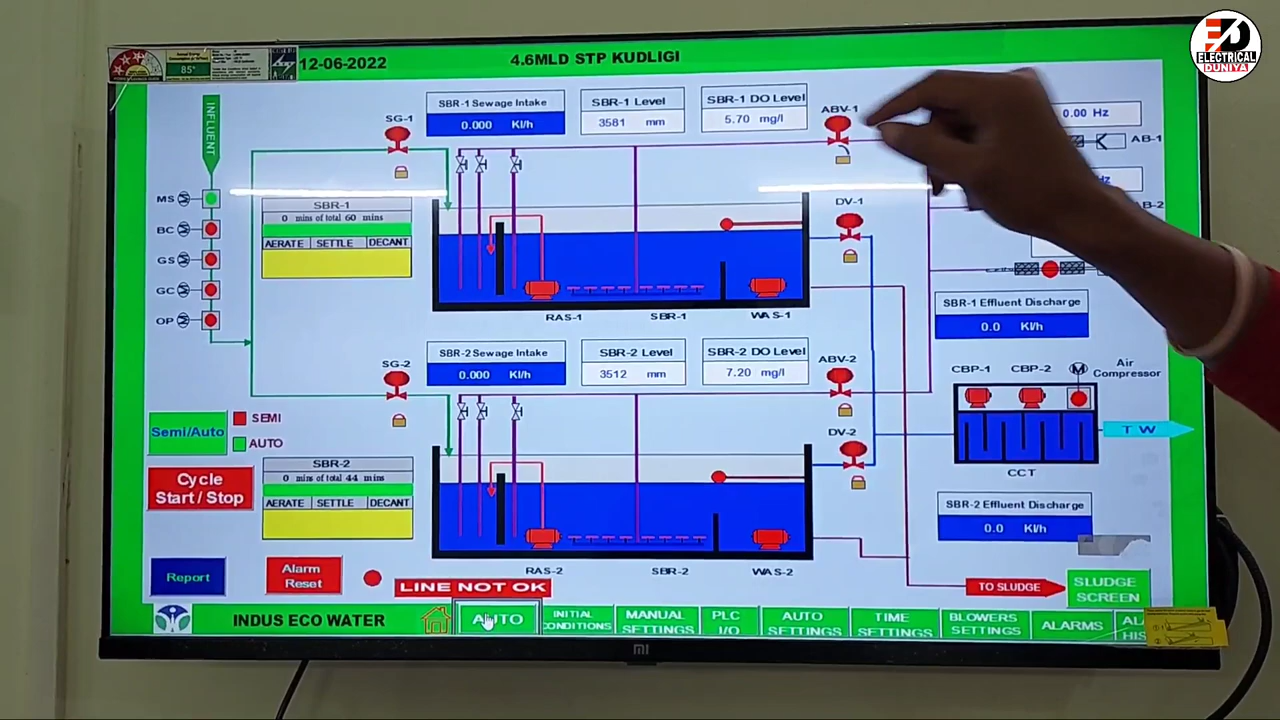 ELECTRICAL
DUNIYA
85°
12-06-2022
4.6MLD STP KUDLIGI
INFLUENT
SG-1
SBR-1 Sewage Intake
0.000 Kl/h
SBR-1 Level
3581 mm
SBR-1 DO Level
5.70 mg/l
ABV-1
0.00 Hz
AB-1
Hz
MS
BC
GS
GC
OP
SBR-1
0 mins of total 60 mins
AERATE SETTLE DECANT
DV-1
RAS-1
SBR-1
WAS-1
SBR-1 Effluent Discharge
0.0 Kl/h
SG-2
SBR-2 Sewage Intake
0.000 Kl/h
SBR-2 Level
3512 mm
SBR-2 DO Level
7.20 mg/l
ABV-2
CBP-1
CBP-2
M
Air
Compressor
Semi/Auto
SEMI
AUTO
DV-2
T W
CCT
SBR-2
0 mins of total 44 mins
AERATE SETTLE DECANT
Cycle
Start / Stop
SBR-2 Effluent Discharge
0.0 Kl/h
RAS-2
SBR-2
WAS-2
Report
Alarm
Reset
LINE NOT OK
TO SLUDGE
SLUDGE
SCREEN
INDUS ECO WATER
AUTO
INITIAL
CONDITIONS
MANUAL
SETTINGS
PLC
I/O
AUTO
SETTINGS
TIME
SETTINGS
BLOWERS
SETTINGS
ALARMS
mi